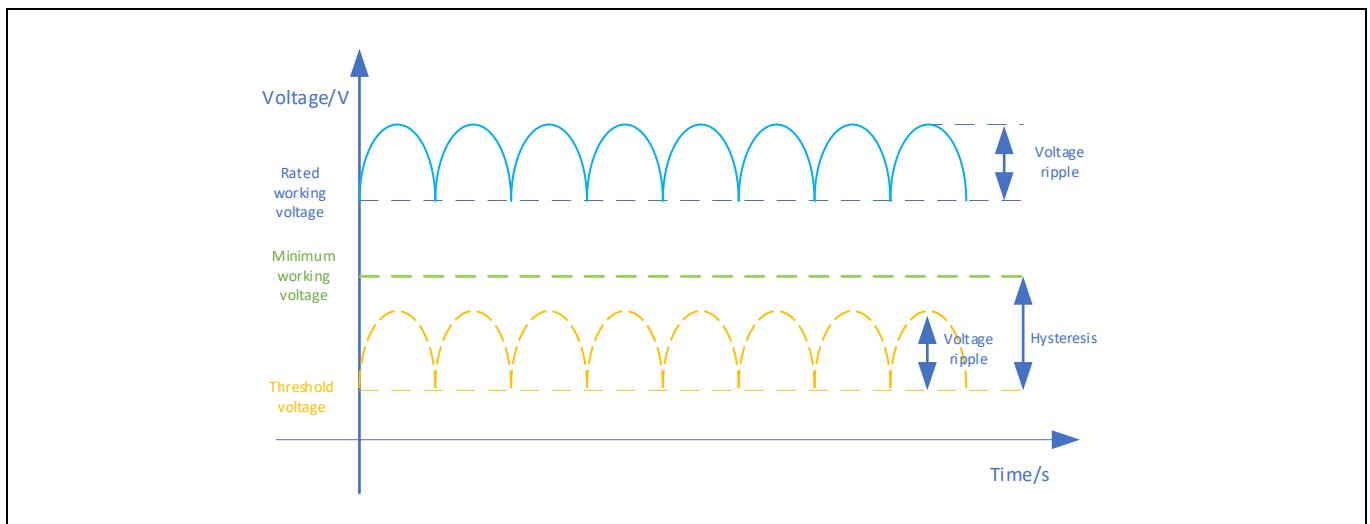 Voltage/V
Voltage
ripple
Rated
working
voltage
Minimum
working
voltage
Voltage
ripple
Hysteresis
Threshold
voltage
Time/s